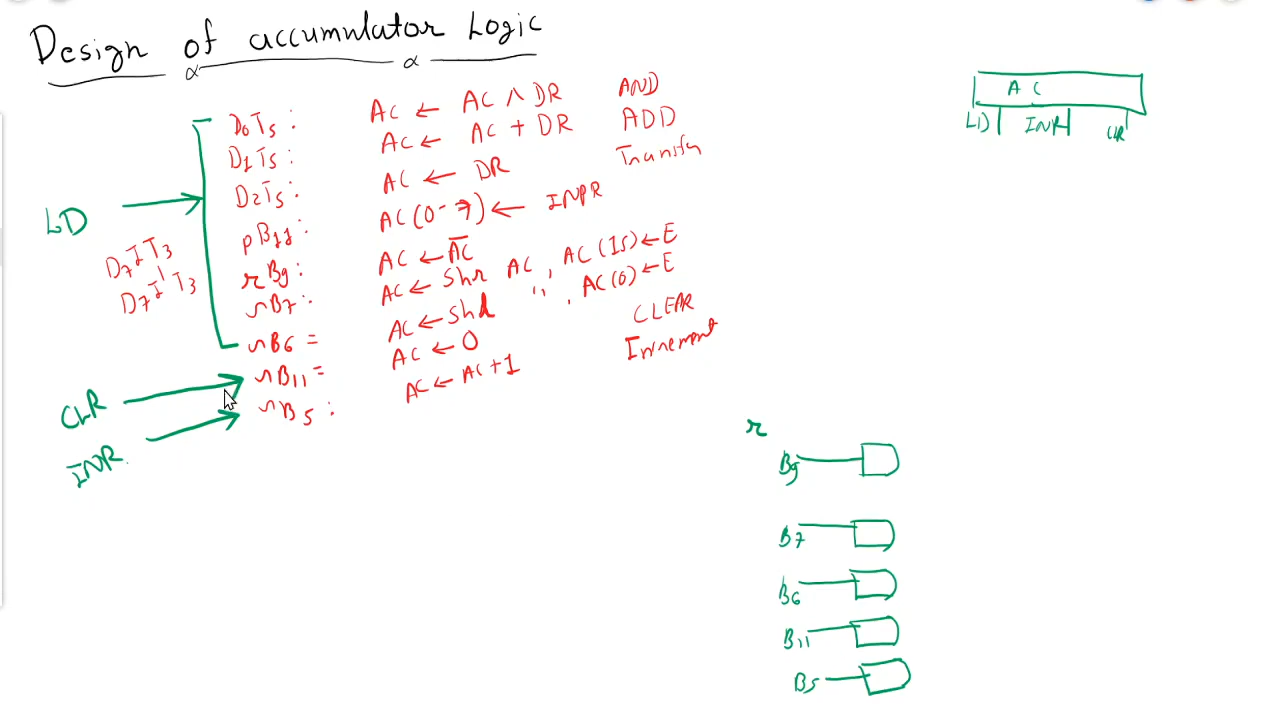 Design of accumulator Logic
D0T5 : AC ← AC ∧ DR AND
D1T5 : AC ← AC + DR ADD
D2T5 : AC ← DR Transfer
pB11 : AC(0-7) ← INPR
rB9 : AC ← A̅C̅
rB7 : AC ← Shr AC , AC(15) ← E
rB6 = AC ← Shl " , AC(0) ← E
rB11 = AC ← 0 CLEAR
rB5 : AC ← AC + 1 Increment
LD
D7IT3
D7I'T3
CLR
INR
AC
LD INR CLR
r
B9
B7
B6
B11
B5